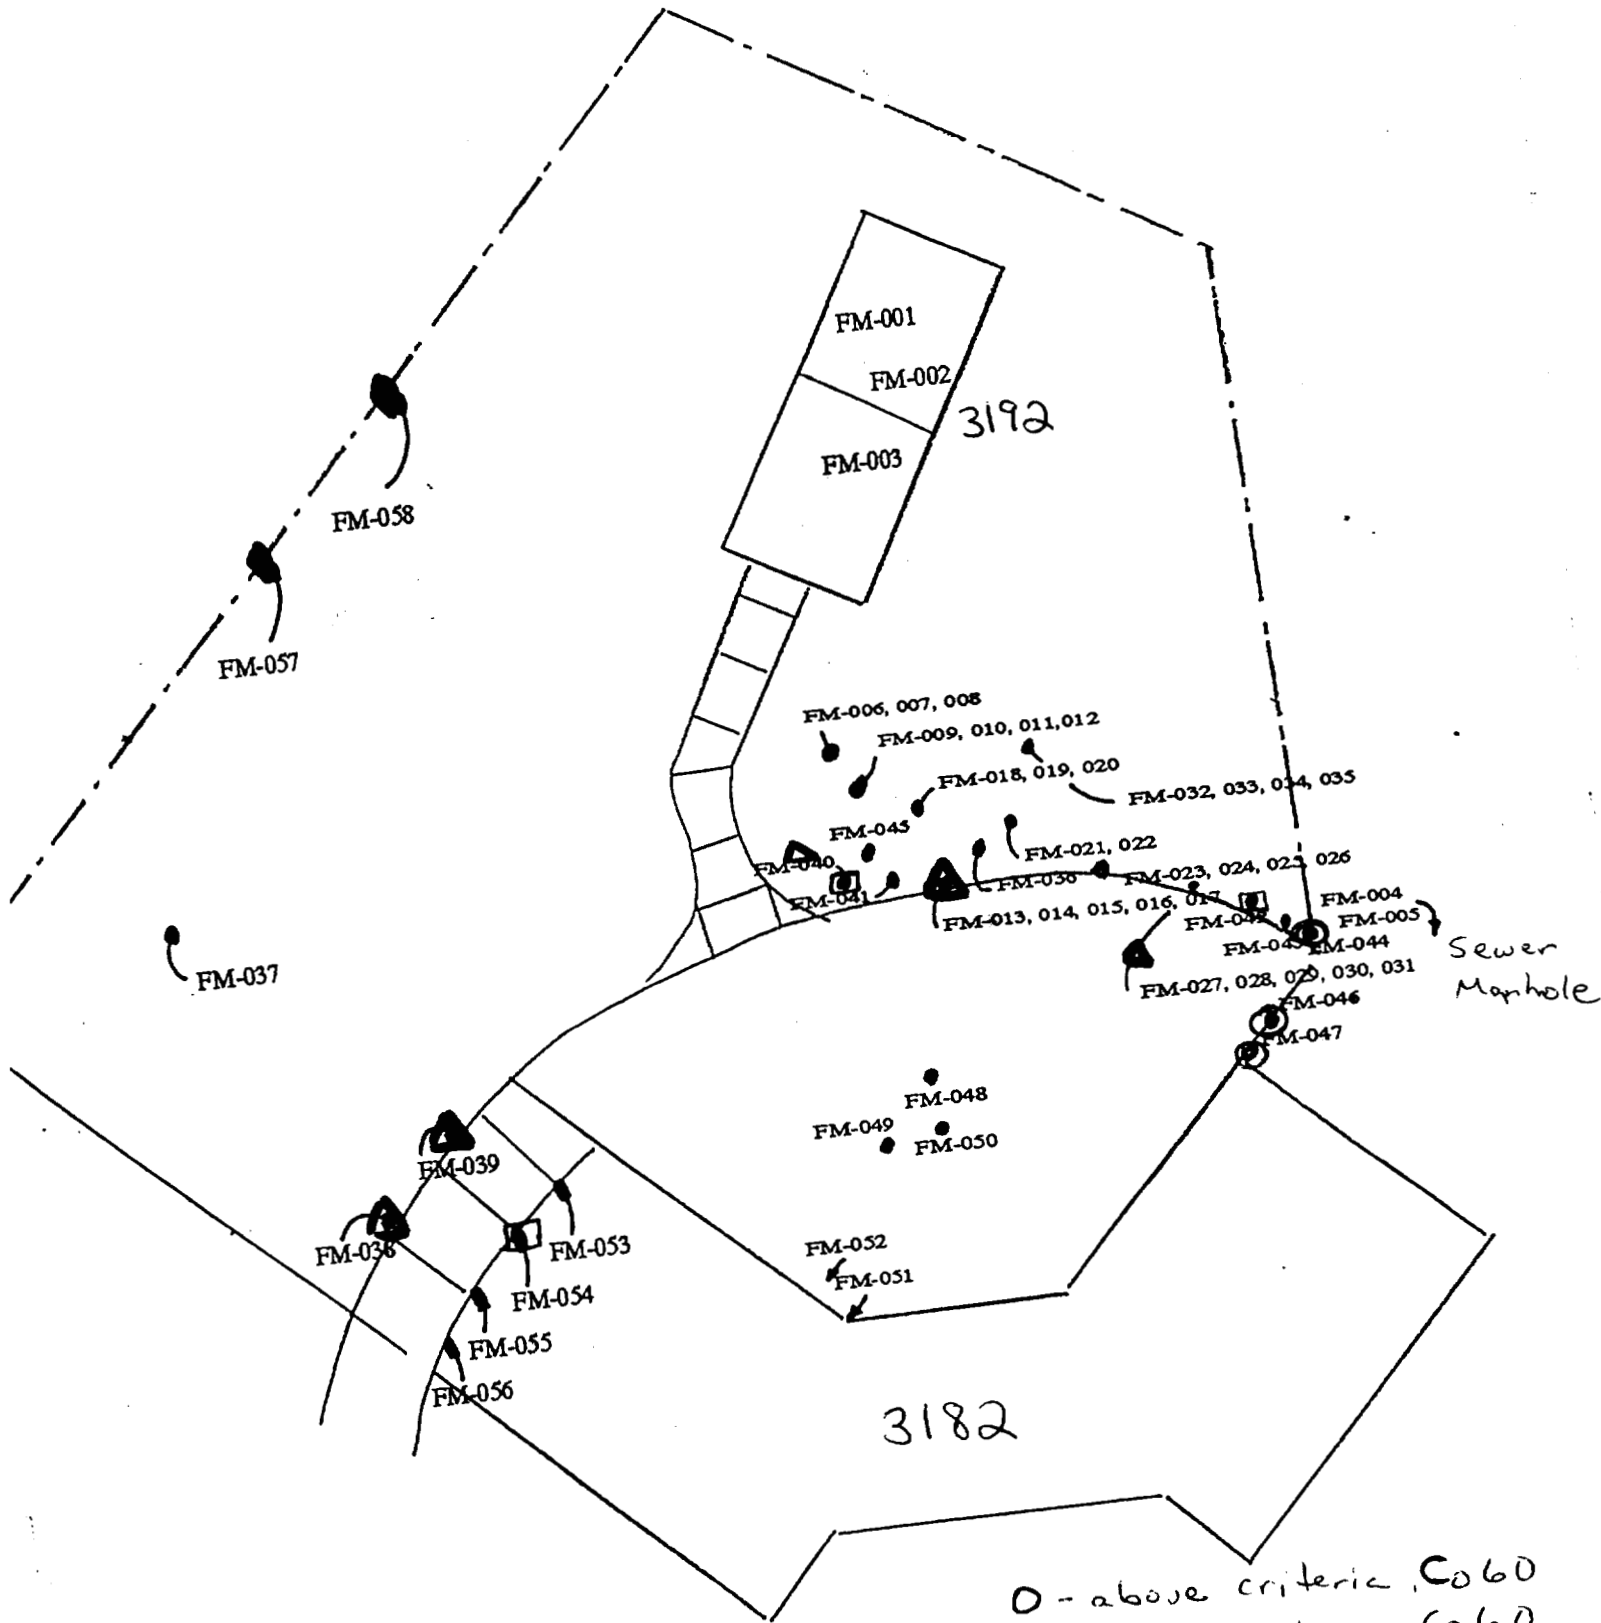 FM-001
FM-002
3192
FM-003
FM-058
FM-057
FM-006, 007, 008
FM-009, 010, 011,012
FM-018, 019, 020
FM-032, 033, 034, 035
FM-045
FM-021, 022
FM-040
FM-036
FM-023, 024, 025, 026
FM-041
FM-013, 014, 015, 016, 017
FM-042
FM-004
FM-005
FM-043
FM-044
Sewer
Manhole
FM-037
FM-027, 028, 029, 030, 031
FM-046
FM-047
FM-048
FM-049
FM-050
FM-039
FM-038
FM-053
FM-052
FM-051
FM-054
FM-055
FM-056
3182
O - above criteria, Co60
Co60